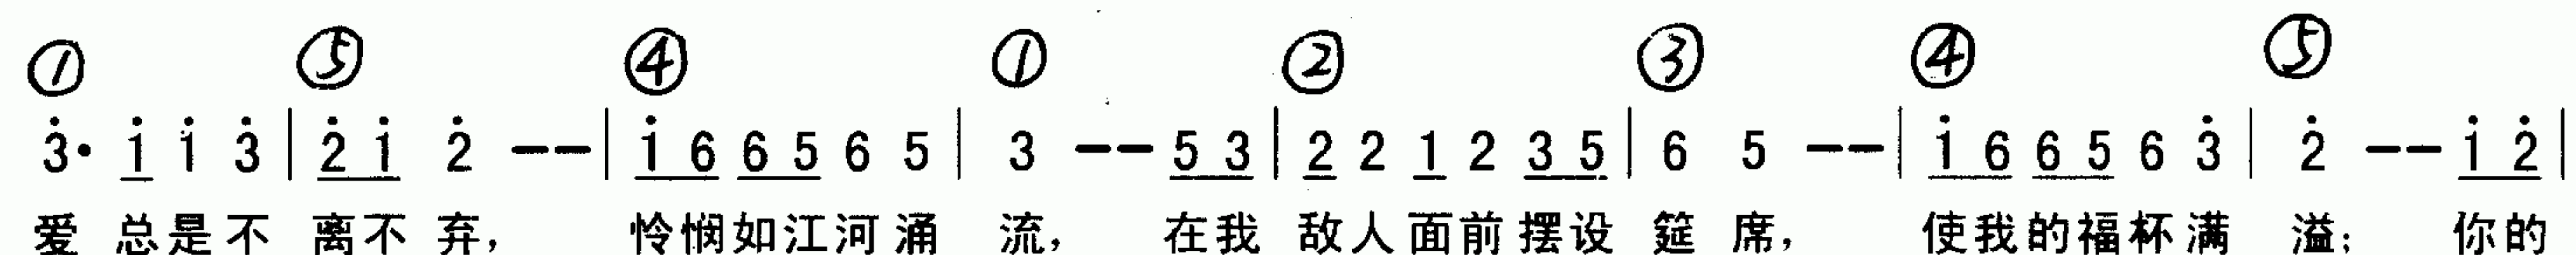 ① ⑤ ④ ① ② ③ ④ ⑤
3̇· 1̇ 1̇ 3̇ | 2̇ 1̇ 2̇ —— | 1̇ 6 6 5 6 5 | 3 —— 5 3 | 2 2 1 2 3 5 | 6 5 —— | 1̇ 6 6 5 6 3̇ | 2̇ —— 1̇ 2̇ |
爱 总是不 离不 弃， 怜悯如江河涌 流， 在我 敌人面前摆设 筵 席， 使我的福杯满 溢； 你的